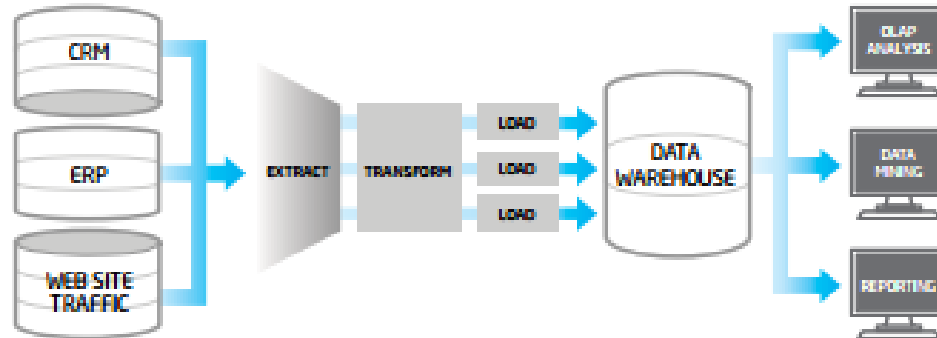 CRM
ERP
WEB SITE
TRAFFIC
EXTRACT
TRANSFORM
LOAD
LOAD
LOAD
DATA
WAREHOUSE
OLAP
ANALYSIS
DATA
MINING
REPORTING